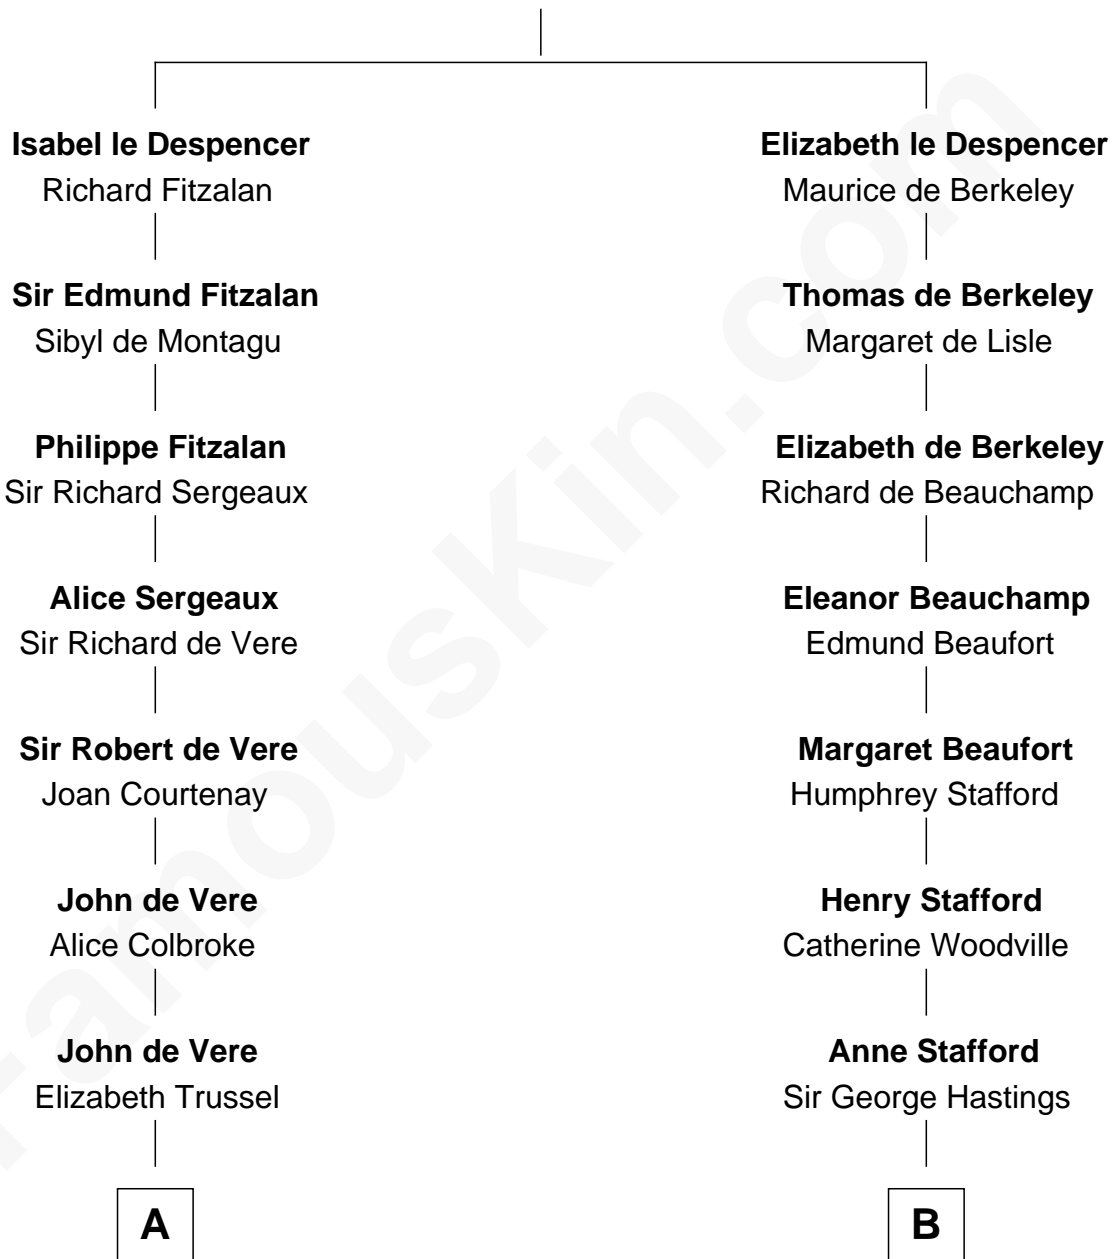 Isabel le Despencer
Richard Fitzalan
Sir Edmund Fitzalan
Sibyl de Montagu
Philippe Fitzalan
Sir Richard Sergeaux
Alice Sergeaux
Sir Richard de Vere
Sir Robert de Vere
Joan Courtenay
John de Vere
Alice Colbroke
John de Vere
Elizabeth Trussel
A
Elizabeth le Despencer
Maurice de Berkeley
Thomas de Berkeley
Margaret de Lisle
Elizabeth de Berkeley
Richard de Beauchamp
Eleanor Beauchamp
Edmund Beaufort
Margaret Beaufort
Humphrey Stafford
Henry Stafford
Catherine Woodville
Anne Stafford
Sir George Hastings
B
FamousKin.com